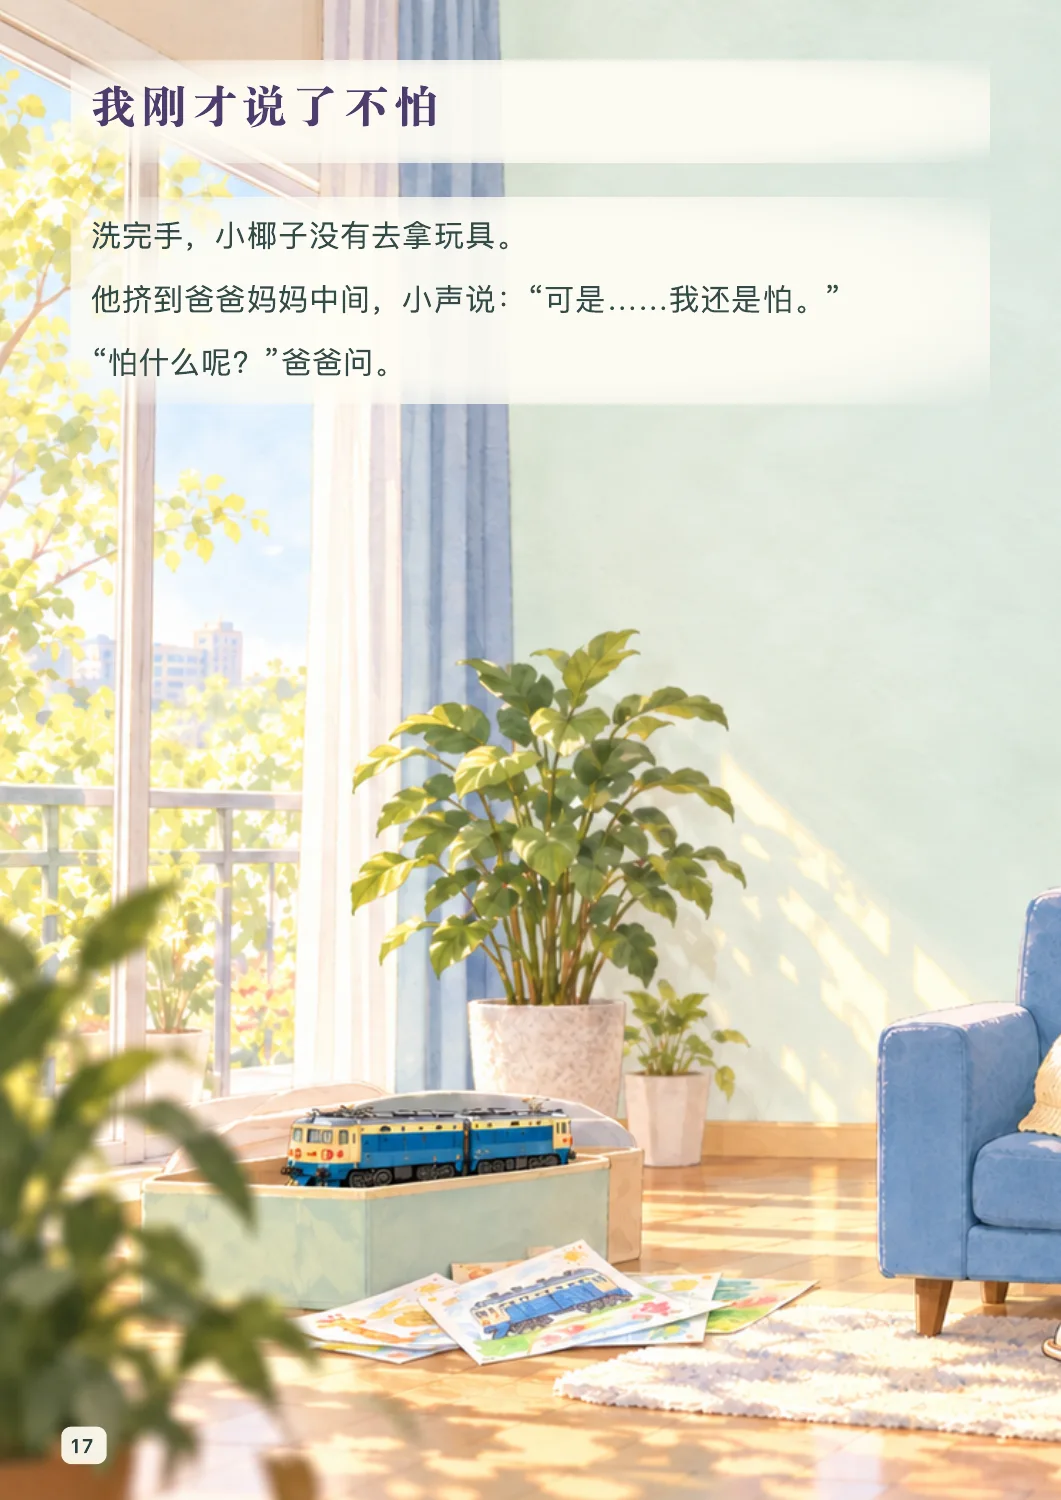 我刚才说了不怕
洗完手，小椰子没有去拿玩具。
他挤到爸爸妈妈中间，小声说：“可是……我还是怕。”
“怕什么呢？”爸爸问。
17